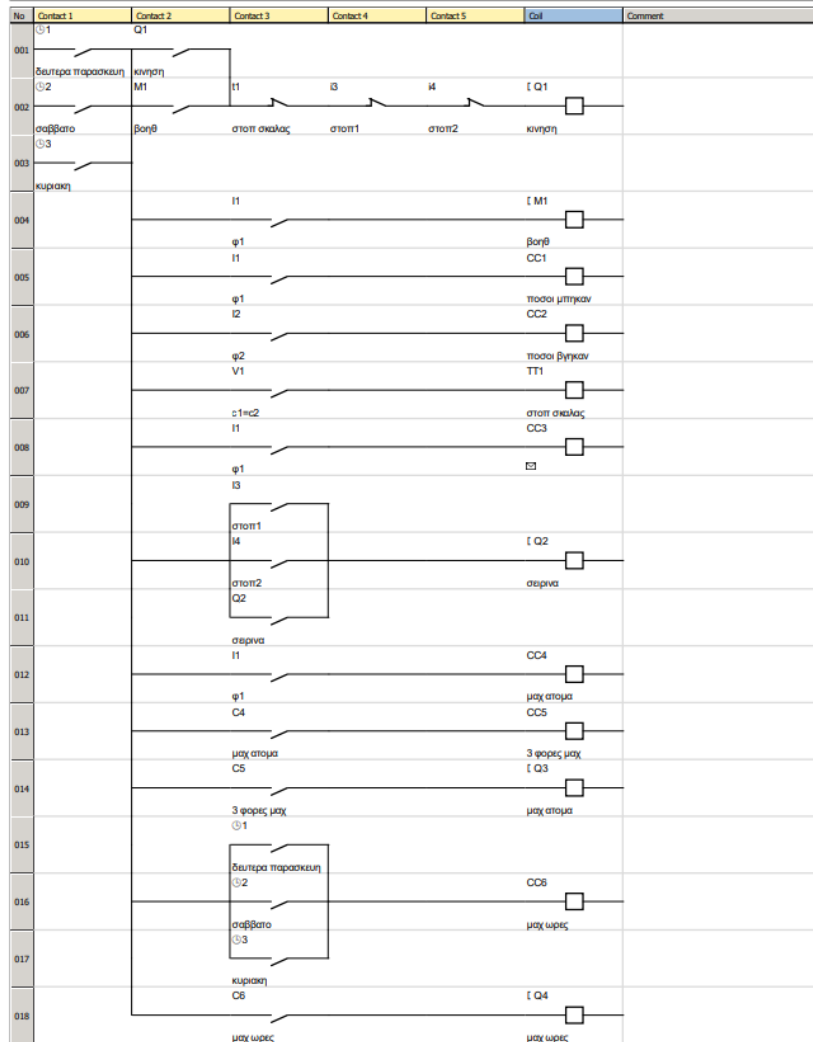 No Contact 1 Contact 2 Contact 3 Contact 4 Contact 5 Coil Comment
1 Q1
001
δευτερα παρασκευη κινηση
2 M1 t1 i3 i4 [ Q1
002
σαββατο βοηθ στοπ σκαλας στοπ1 στοπ2 κινηση
3
003
κυριακη
I1 [ M1
004
φ1 βοηθ
I1 CC1
005
φ1 ποσοι μπηκαν
I2 CC2
006
φ2 ποσοι βγηκαν
V1 TT1
007
c1=c2 στοπ σκαλας
I1 CC3
008
φ1
I3
009
στοπ1
I4 [ Q2
010
στοπ2 σειρινα
Q2
011
σειρινα
I1 CC4
012
φ1 μαχ ατομα
C4 CC5
013
μαχ ατομα 3 φορες μαχ
C5 [ Q3
014
3 φορες μαχ μαχ ατομα
1
015
δευτερα παρασκευη
2 CC6
016
σαββατο μαχ ωρες
3
017
κυριακη
C6 [ Q4
018
μαχ ωρες μαχ ωρες